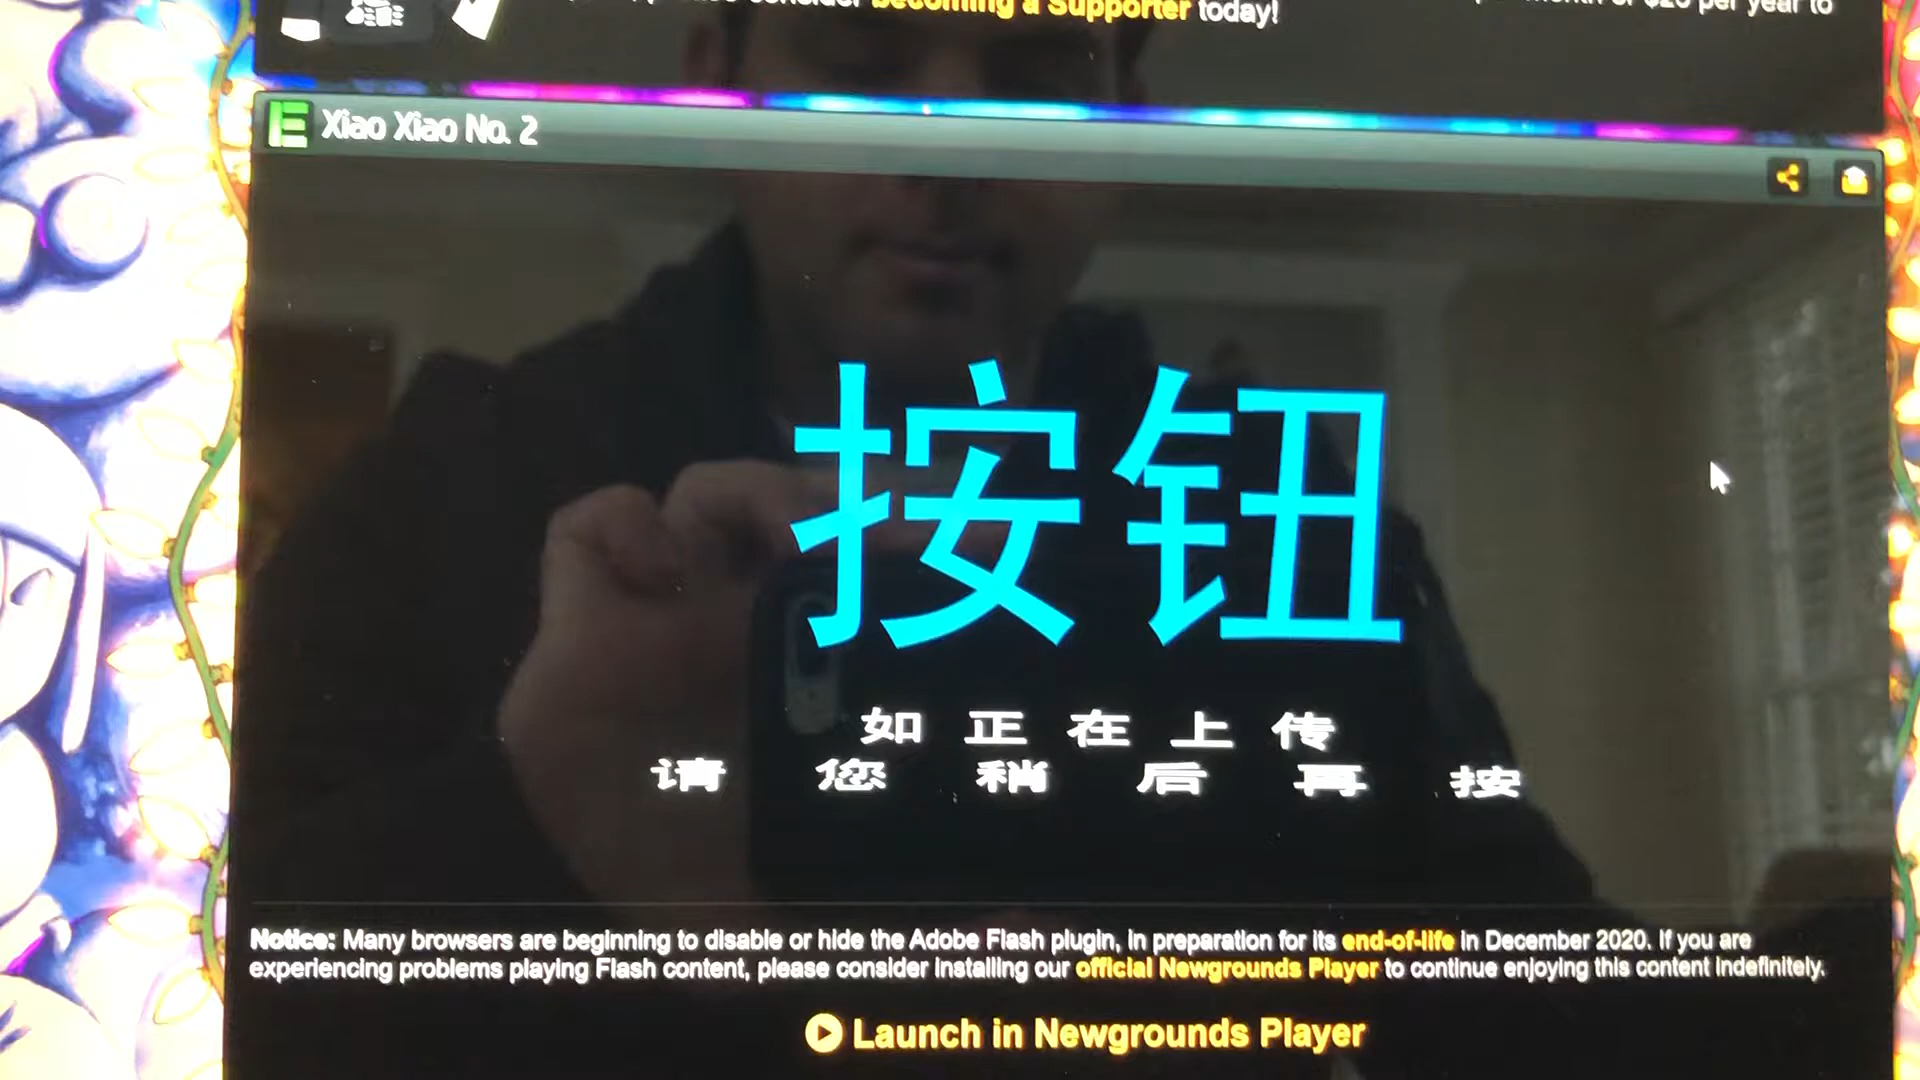 becoming a Supporter today!
per year to
Xiao Xiao No. 2
按钮
如正在上传
请您稍后再按
Notice: Many browsers are beginning to disable or hide the Adobe Flash plugin, in preparation for its end-of-life in December 2020. If you are
experiencing problems playing Flash content, please consider installing our official Newgrounds Player to continue enjoying this content indefinitely.
Launch in Newgrounds Player